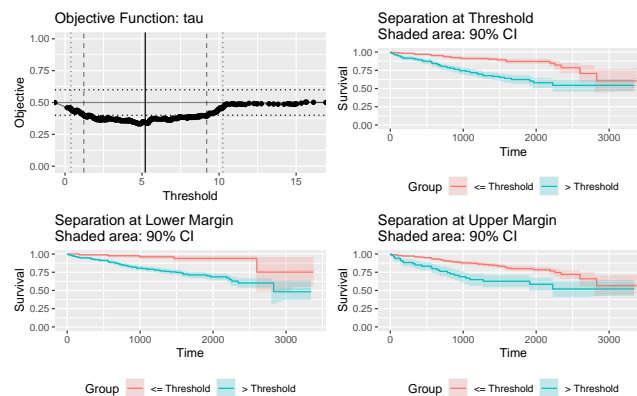 Objective Function: tau
1.00
0.75
0.50
0.25
0.00
Objective
0
5
10
15
Threshold
Separation at Threshold
Shaded area: 90% CI
1.00
0.75
0.50
0.25
0.00
Survival
0
1000
2000
3000
Time
Group
<= Threshold
> Threshold
Separation at Lower Margin
Shaded area: 90% CI
1.00
0.75
0.50
0.25
0.00
Survival
0
1000
2000
3000
Time
Group
<= Threshold
> Threshold
Separation at Upper Margin
Shaded area: 90% CI
1.00
0.75
0.50
0.25
0.00
Survival
0
1000
2000
3000
Time
Group
<= Threshold
> Threshold